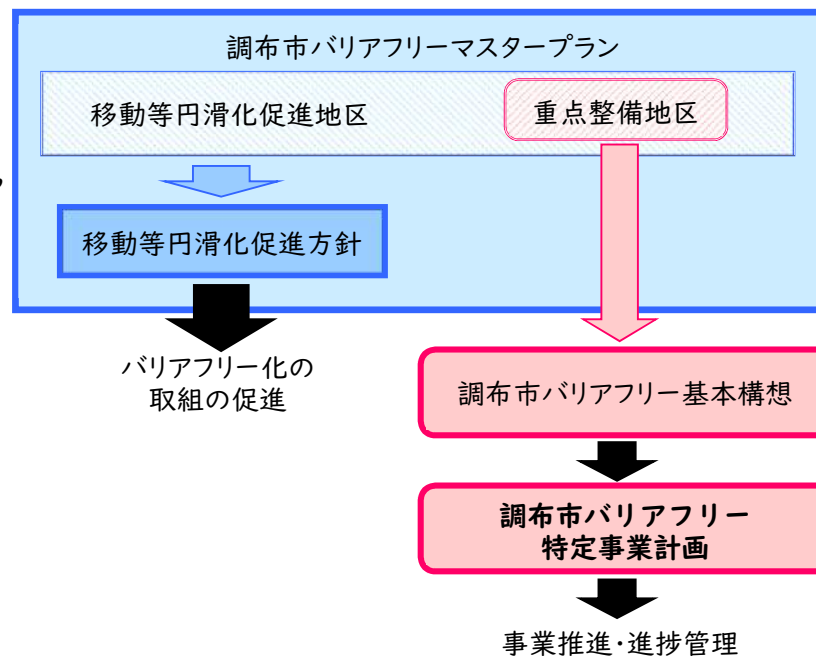 調布市バリアフリーマスタープラン
移動等円滑化促進地区
重点整備地区
移動等円滑化促進方針
バリアフリー化の
取組の促進
調布市バリアフリー基本構想
調布市バリアフリー
特定事業計画
事業推進・進捗管理